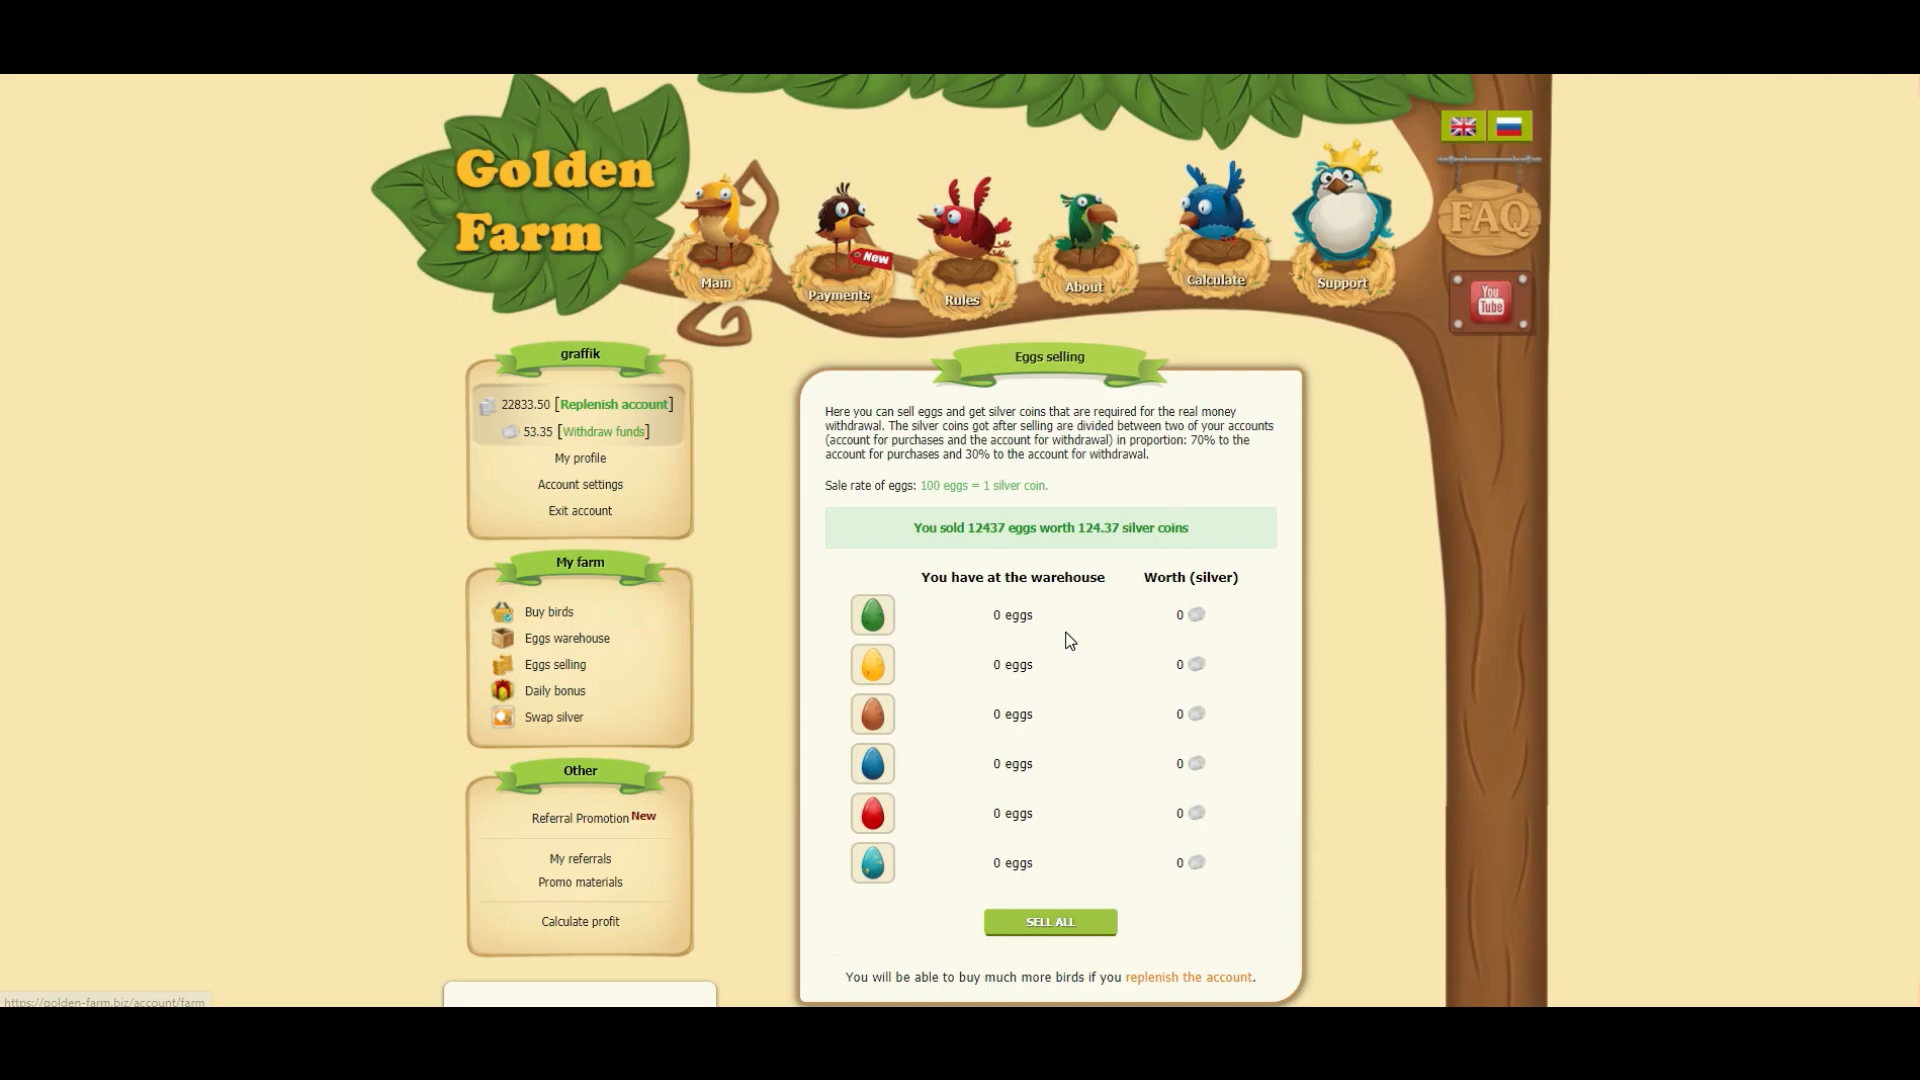 Golden
Farm
Main
Payments
New
Rules
About
Calculate
Support
FAQ
You
Tube
graffik
22833.50 [Replenish account]
53.35 [Withdraw funds]
My profile
Account settings
Exit account
My farm
Buy birds
Eggs warehouse
Eggs selling
Daily bonus
Swap silver
Other
Referral Promotion New
My referrals
Promo materials
Calculate profit
Eggs selling
Here you can sell eggs and get silver coins that are required for the real money
withdrawal. The silver coins got after selling are divided between two of your accounts
(account for purchases and the account for withdrawal) in proportion: 70% to the
account for purchases and 30% to the account for withdrawal.
Sale rate of eggs: 100 eggs = 1 silver coin.
You sold 12437 eggs worth 124.37 silver coins
You have at the warehouse Worth (silver)
0 eggs 0
0 eggs 0
0 eggs 0
0 eggs 0
0 eggs 0
0 eggs 0
SELL ALL
You will be able to buy much more birds if you replenish the account.
https://golden-farm.biz/account/farm